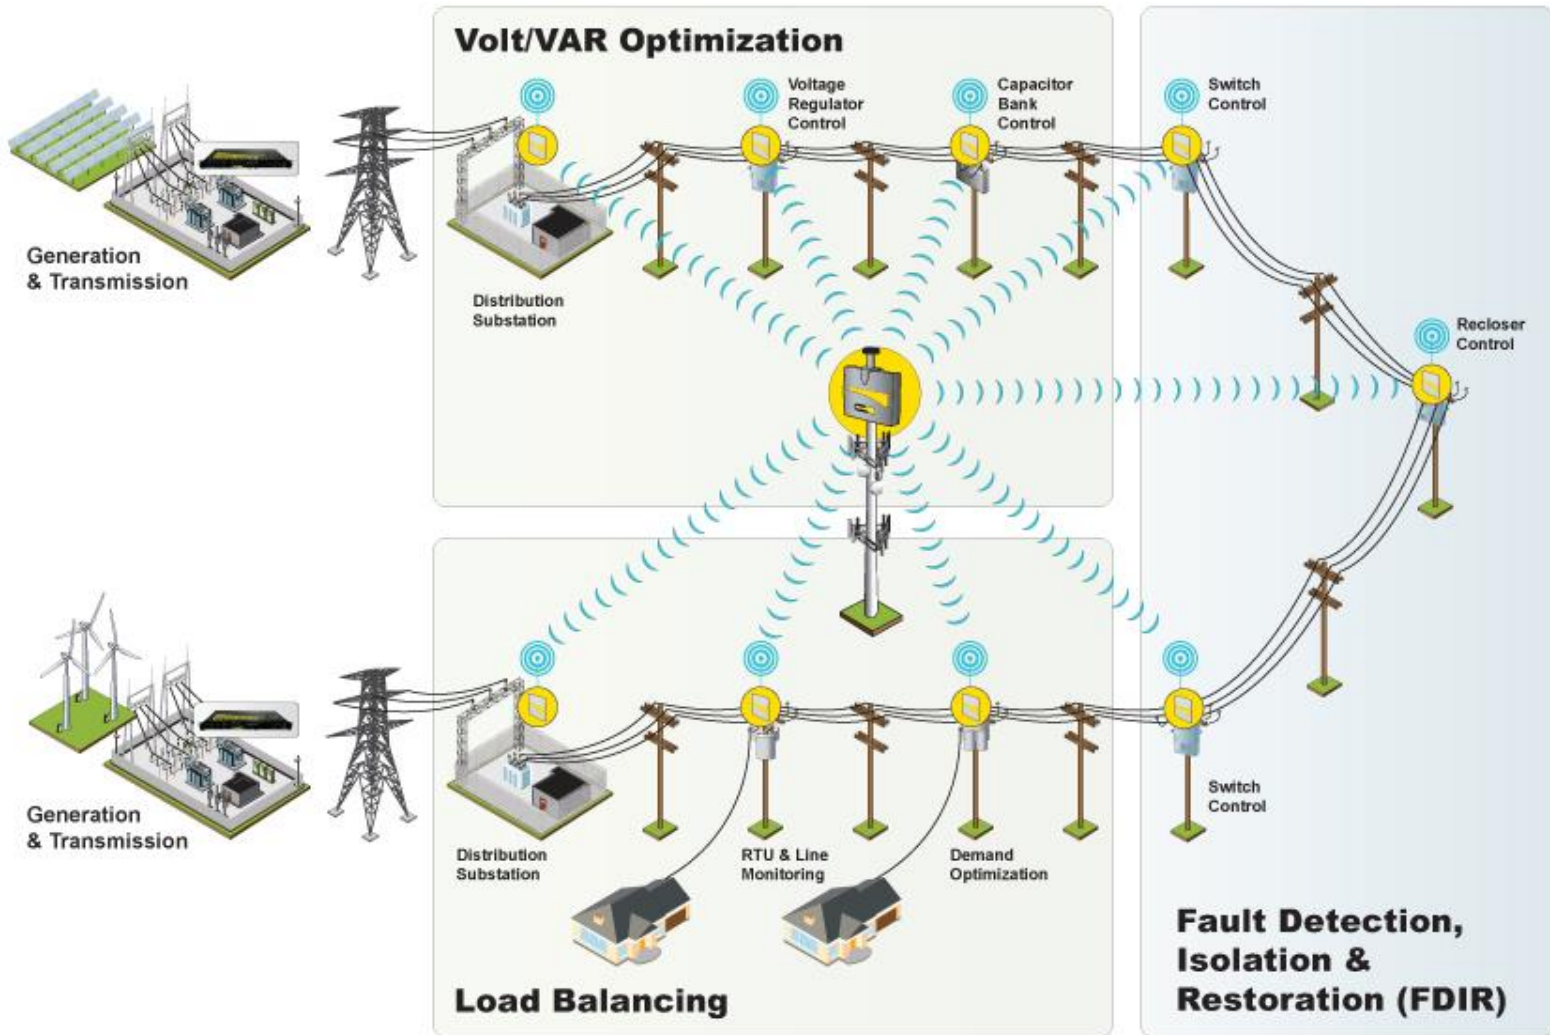 Volt/VAR Optimization
Voltage
Regulator
Control
Capacitor
Bank
Control
Switch
Control
Generation
& Transmission
Distribution
Substation
Recloser
Control
Generation
& Transmission
Distribution
Substation
RTU & Line
Monitoring
Demand
Optimization
Switch
Control
Load Balancing
Fault Detection,
Isolation &
Restoration (FDIR)